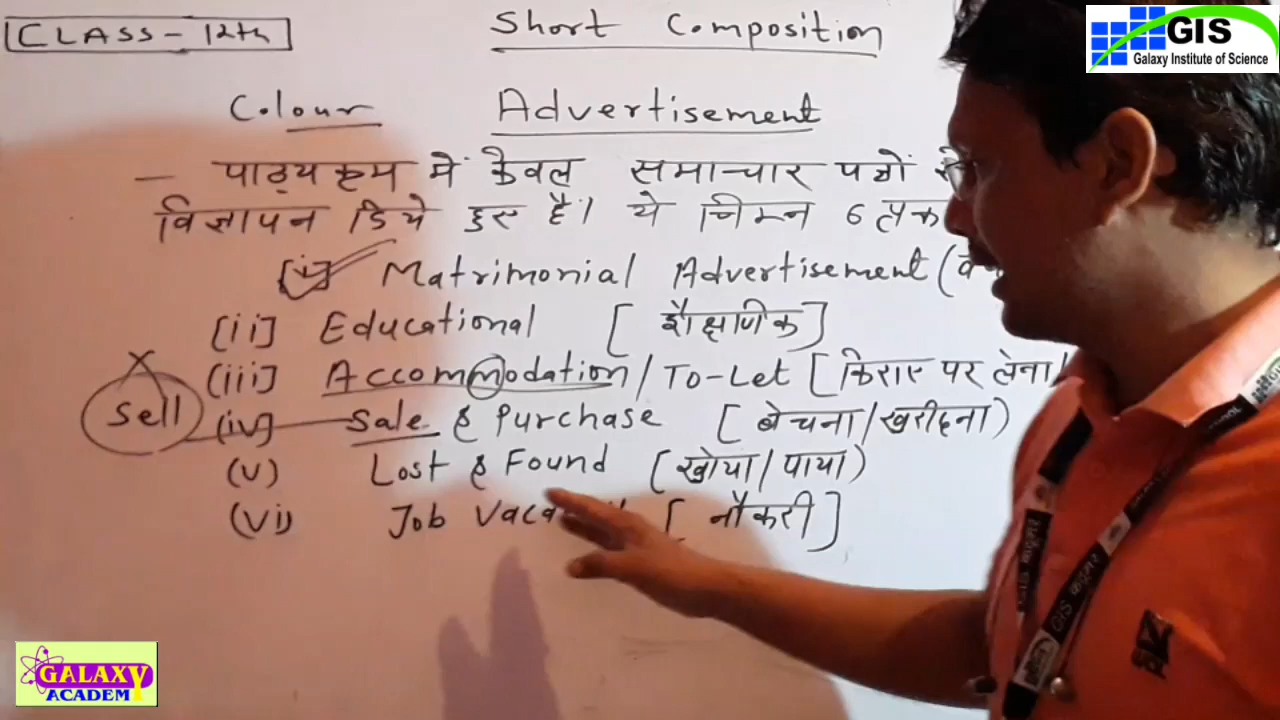 CLASS - 12th
Short Composition
GIS
Galaxy Institute of Science
Colour Advertisement
- पाठ्यक्रम में केवल समाचार पत्रों
विज्ञापन दिये हुए हैं। ये निम्न 6
[i] Matrimonial Advertisement (
[ii] Educational [शैक्षाणिक]
(iii] Accommodation / To-Let [किराए पर लेना/
Sell (iv] Sale & Purchase [बेचना/खरीदना)
(v) Lost & Found (खोया/पाया)
(vi) Job [नौकरी]
GALAXY
ACADEM
GIS